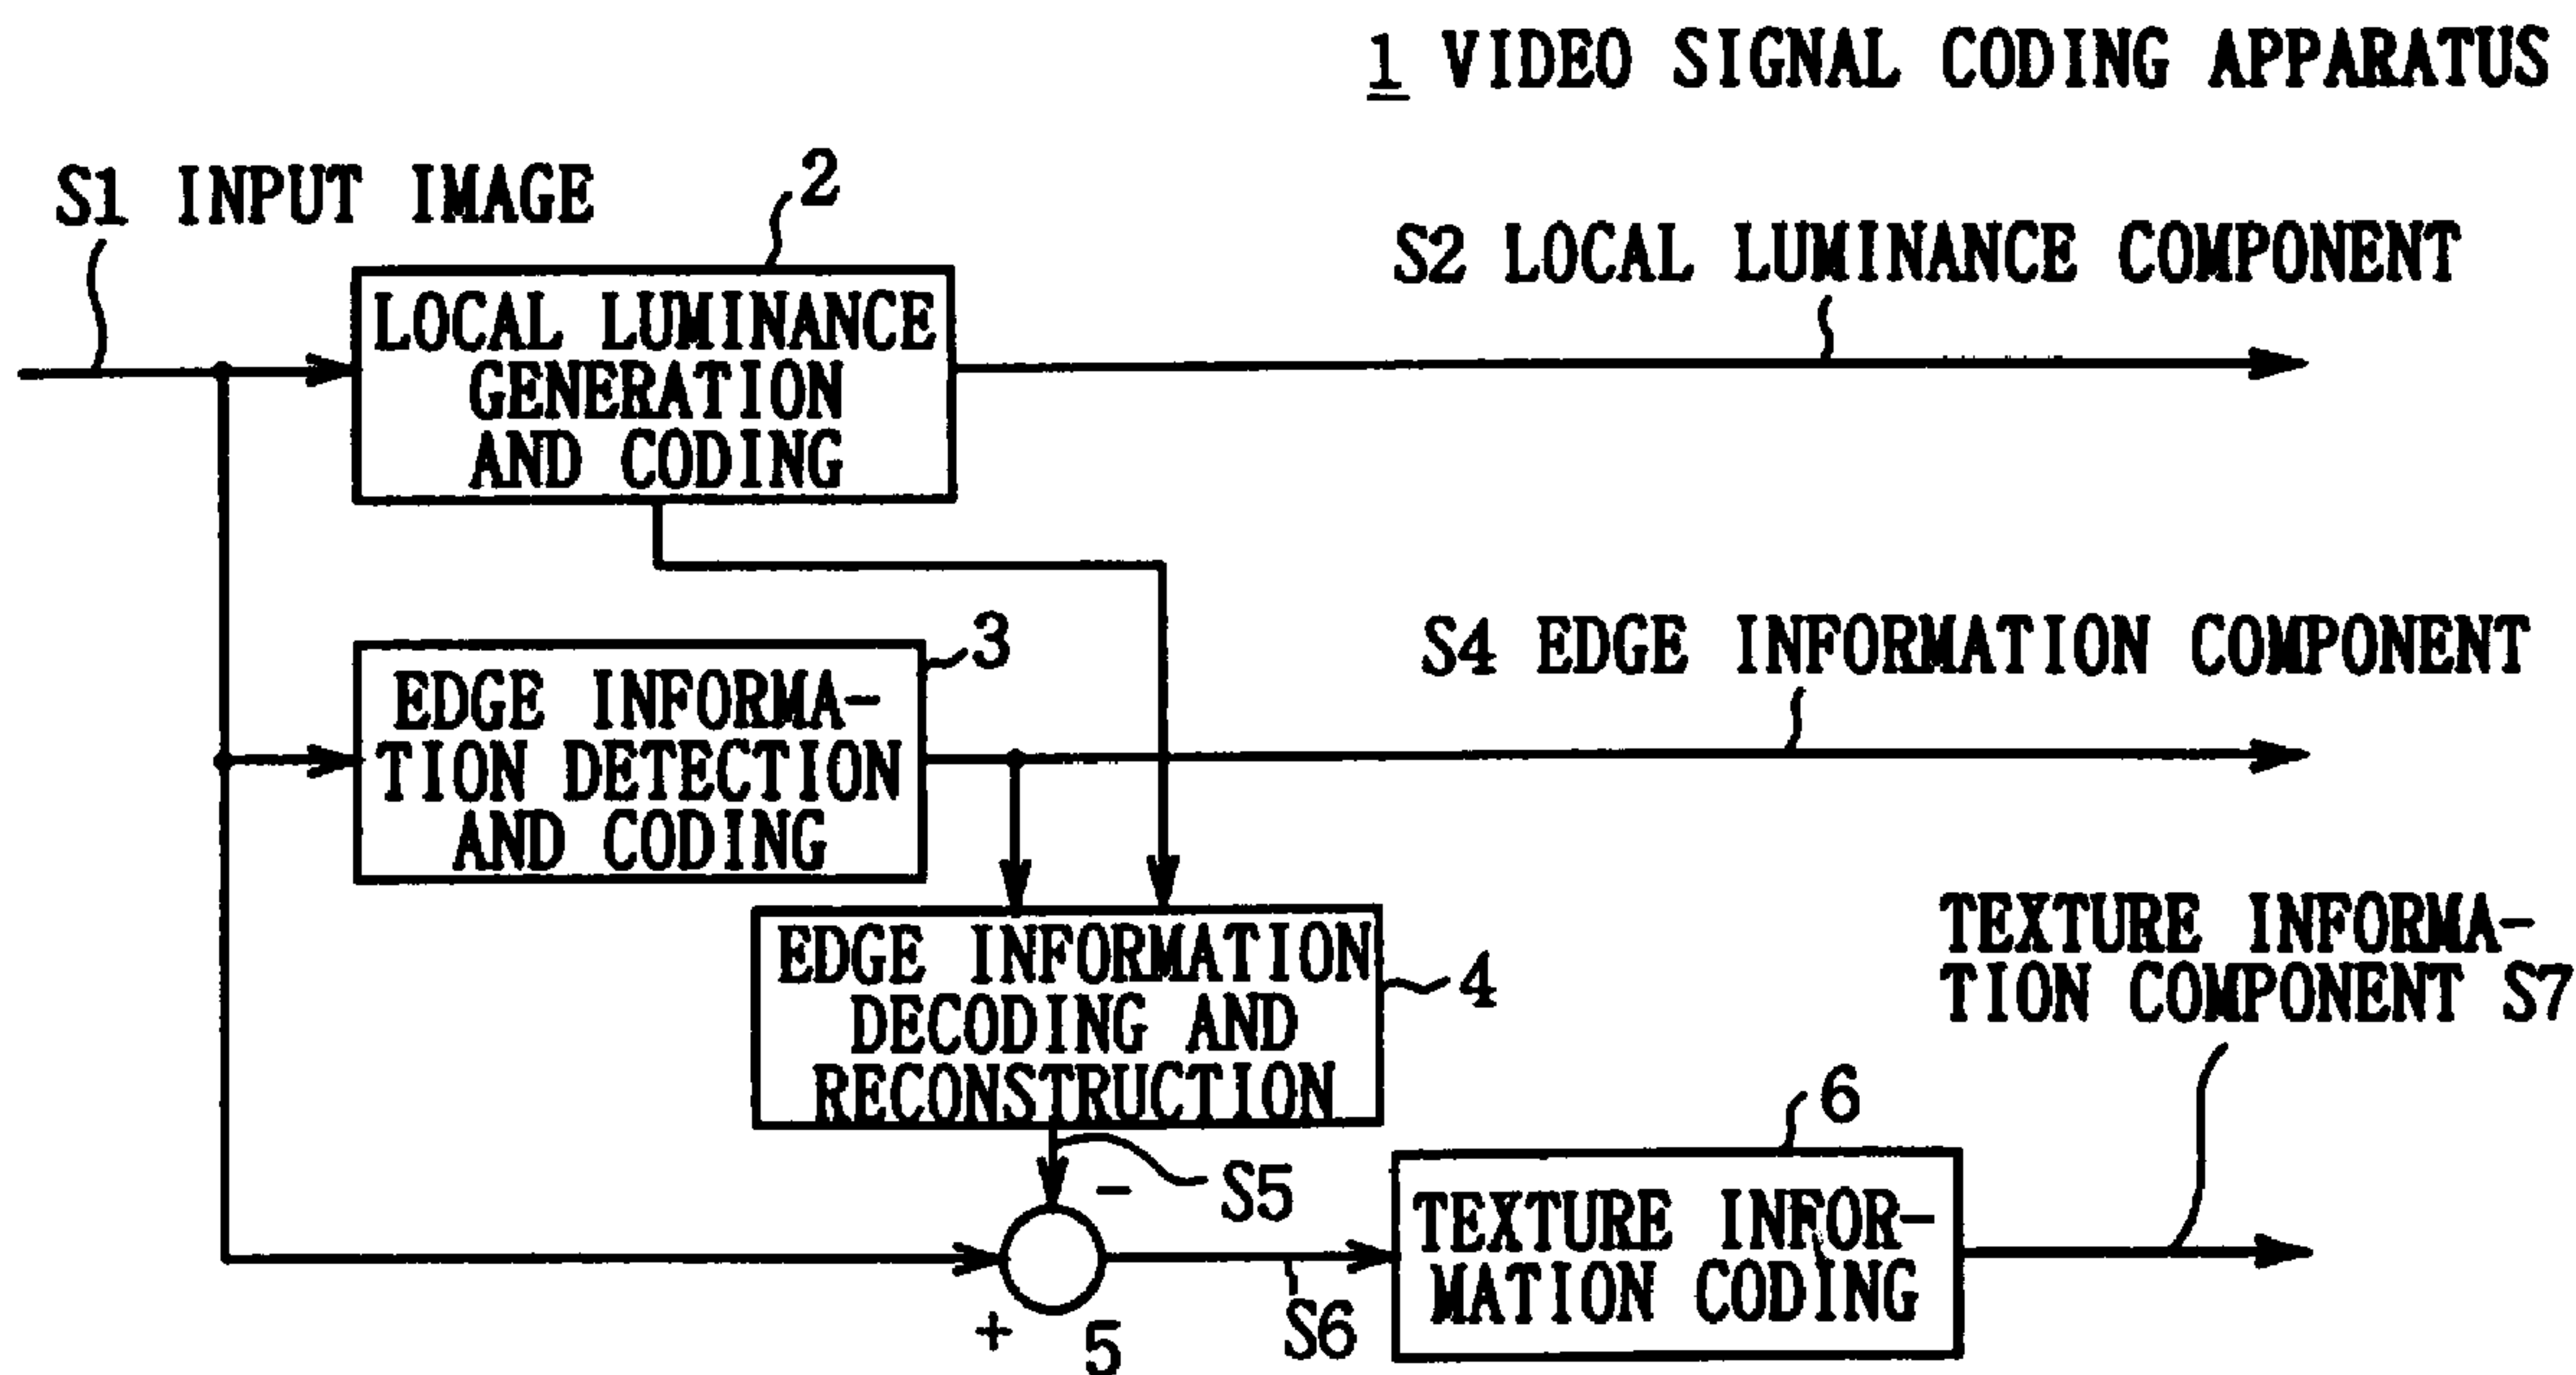 1 VIDEO SIGNAL CODING APPARATUS
S1 INPUT IMAGE
2
S2 LOCAL LUMINANCE COMPONENT
LOCAL LUMINANCE
GENERATION
AND CODING
3
S4 EDGE INFORMATION COMPONENT
EDGE INFORMA-
TION DETECTION
AND CODING
4
EDGE INFORMATION
DECODING AND
RECONSTRUCTION
TEXTURE INFORMA-
TION COMPONENT S7
6
- S5
TEXTURE INFOR-
MATION CODING
+ 5
S6